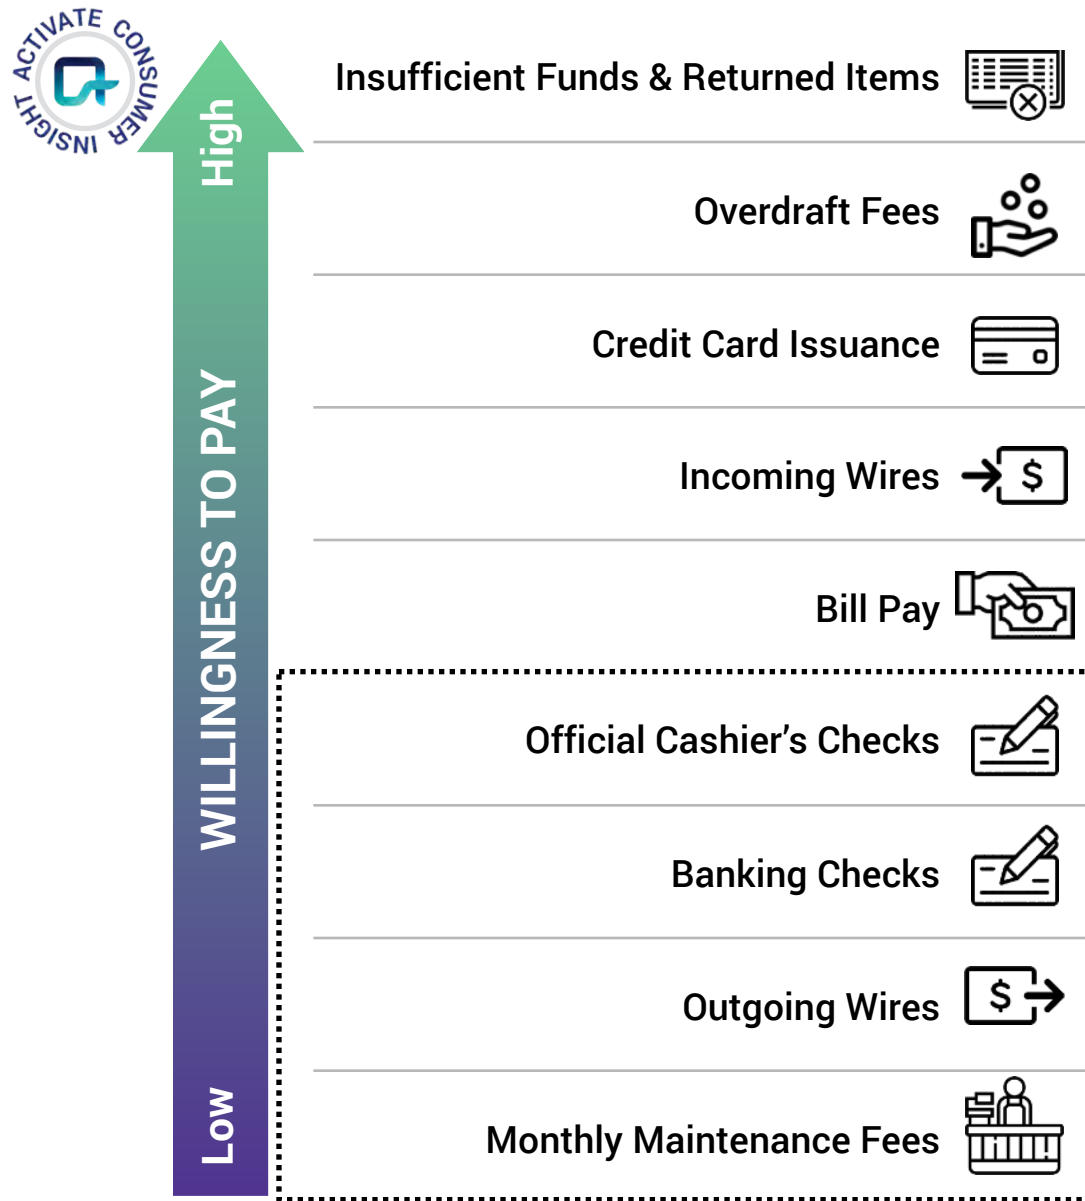 ACTIVATE CONSUMER INSIGHT
High
Insufficient Funds & Returned Items
Overdraft Fees
Credit Card Issuance
Incoming Wires
$
WILLINGNESS TO PAY
Bill Pay
Official Cashier’s Checks
Banking Checks
Outgoing Wires
$
Low
Monthly Maintenance Fees